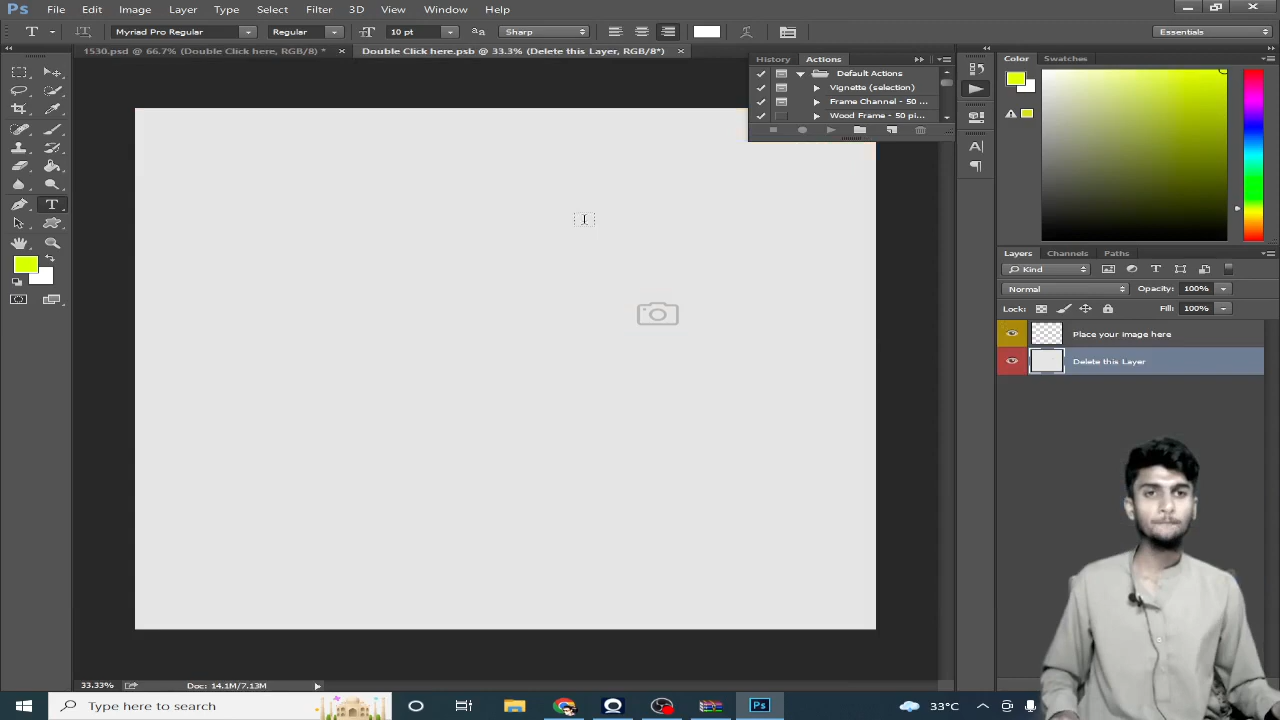 Ps File Edit Image Layer Type Select Filter 3D View Window Help
T Myriad Pro Regular Regular 10 pt Sharp Essentials
1530.psd @ 66.7% (Double Click here, RGB/8) * × Double Click here.psb @ 33.3% (Delete this Layer, RGB/8*) ×
History Actions
Default Actions
Vignette (selection)
Frame Channel - 50 ...
Wood Frame - 50 pi...
Color Swatches
Layers Channels Paths
Kind
Normal Opacity: 100%
Lock: Fill: 100%
Place your image here
Delete this Layer
33.33% Doc: 14.1M/7.13M
Type here to search
Ps
33°C